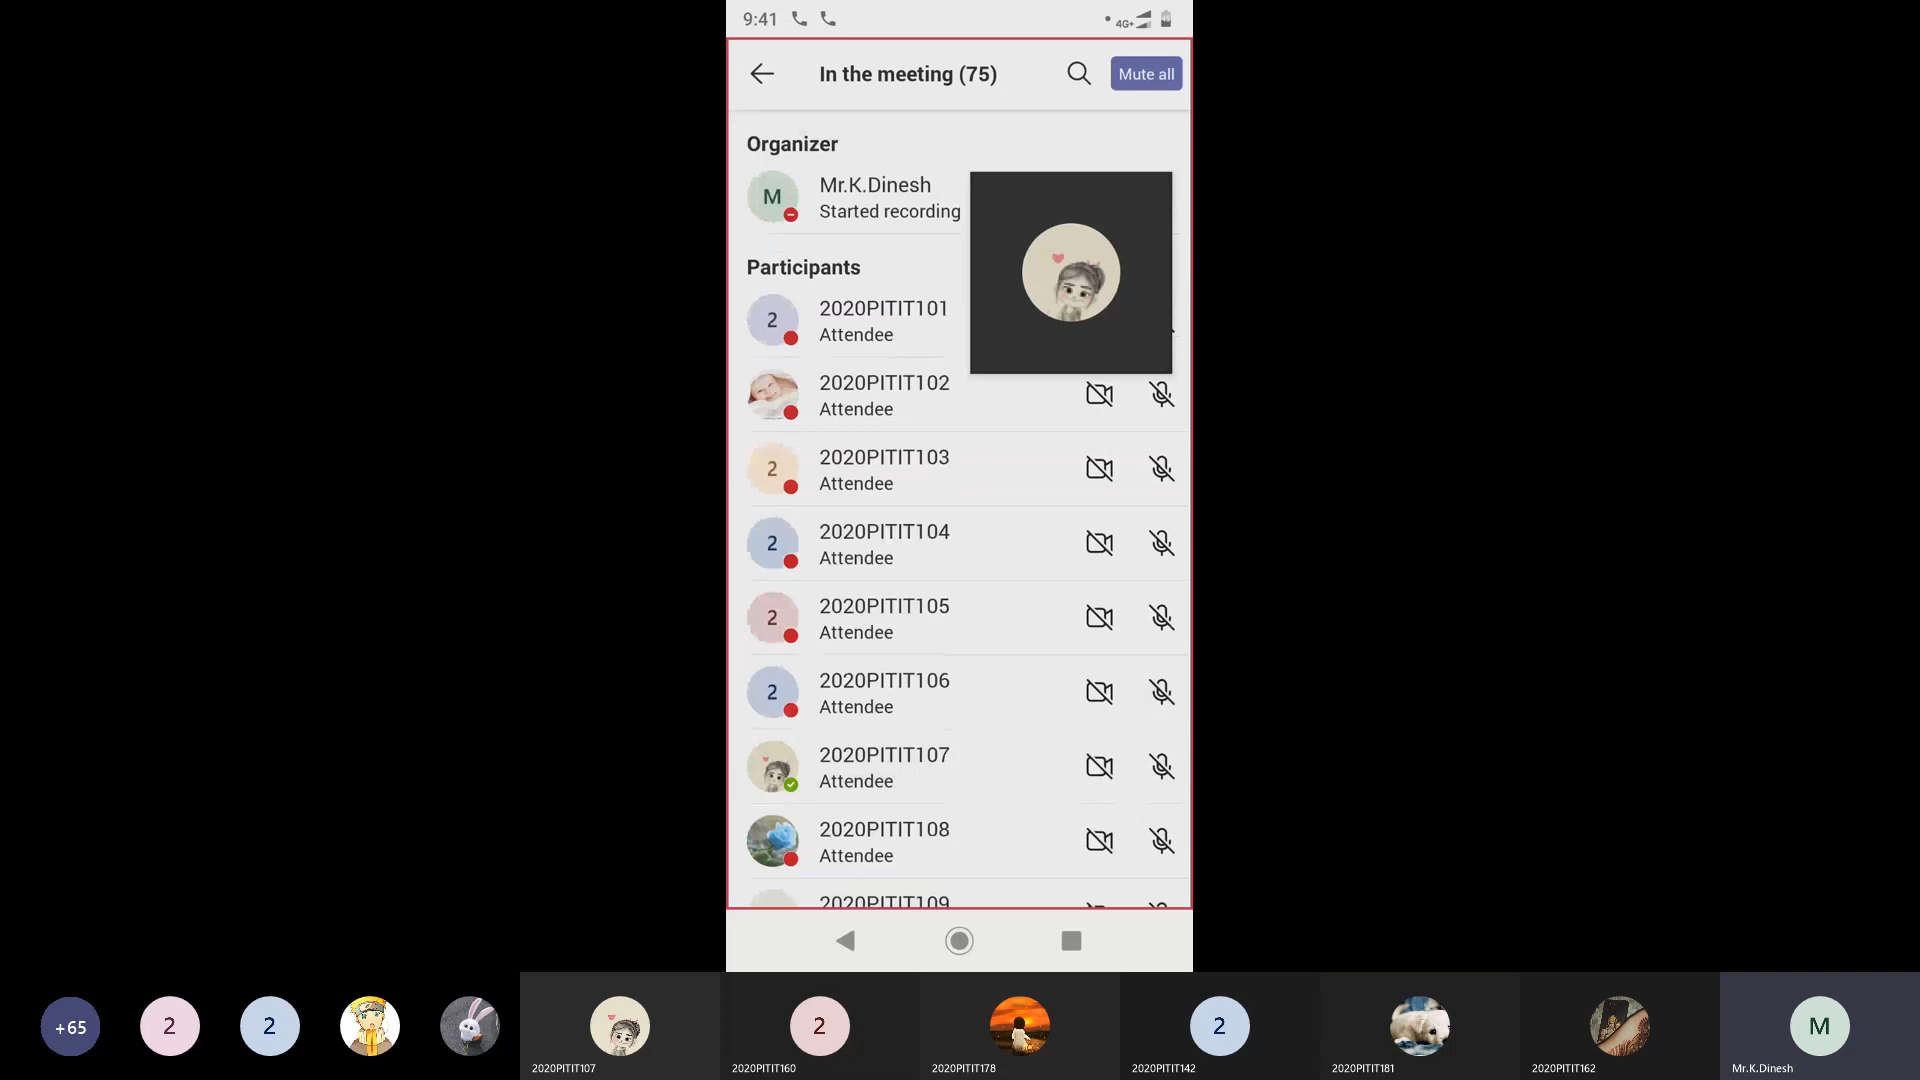 9:41
4G+
In the meeting (75)
Mute all
Organizer
M
Mr.K.Dinesh
Started recording
Participants
2
2020PITIT101
Attendee
2020PITIT102
Attendee
2
2020PITIT103
Attendee
2
2020PITIT104
Attendee
2
2020PITIT105
Attendee
2
2020PITIT106
Attendee
2020PITIT107
Attendee
2020PITIT108
Attendee
2020PITIT109
+65
2
2
2
2
M
2020PITIT107
2020PITIT160
2020PITIT178
2020PITIT142
2020PITIT181
2020PITIT162
Mr.K.Dinesh